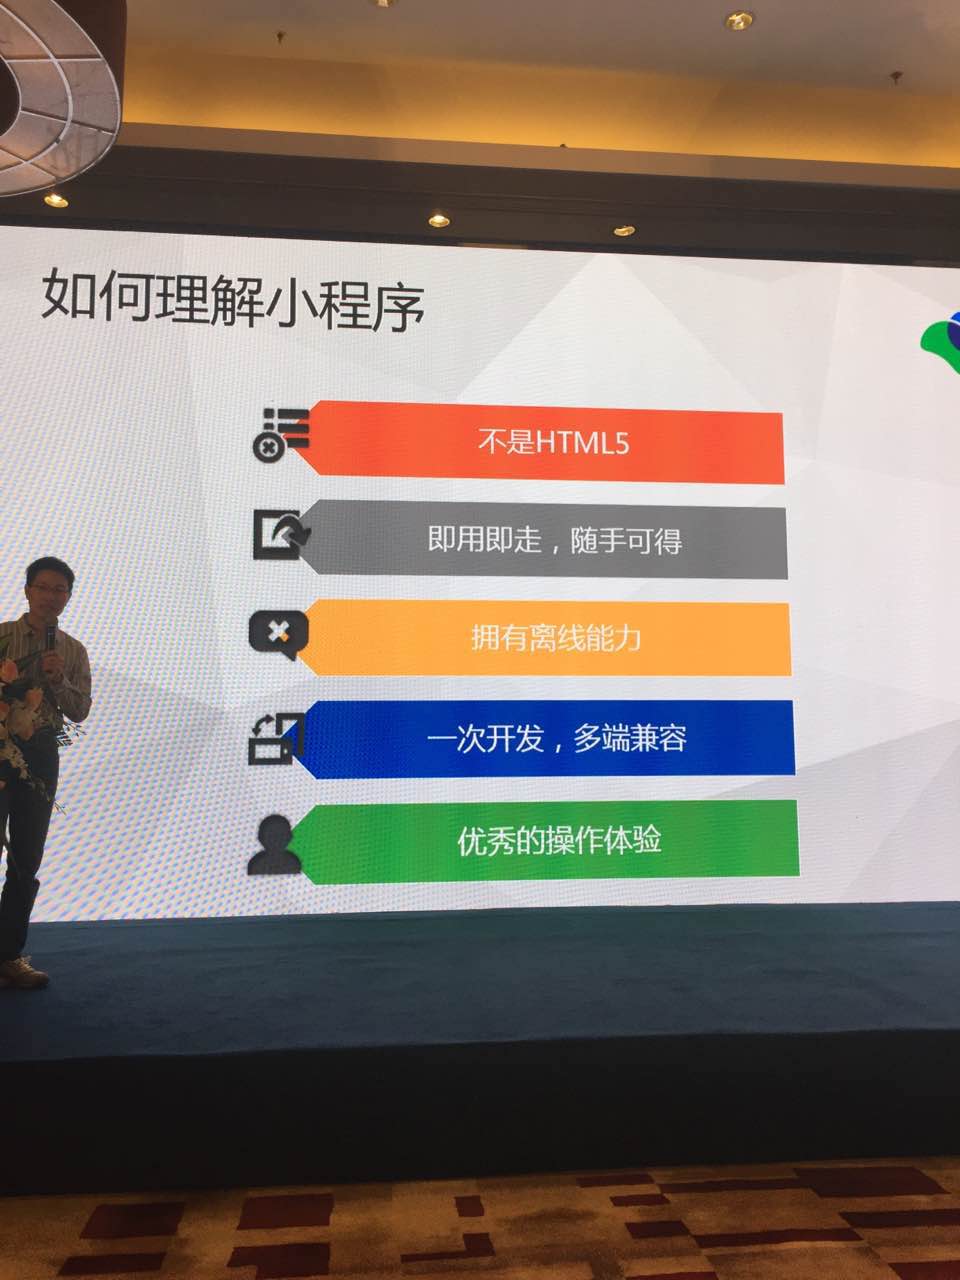 如何理解小程序
不是HTML5
即用即走，随手可得
拥有离线能力
一次开发，多端兼容
优秀的操作体验